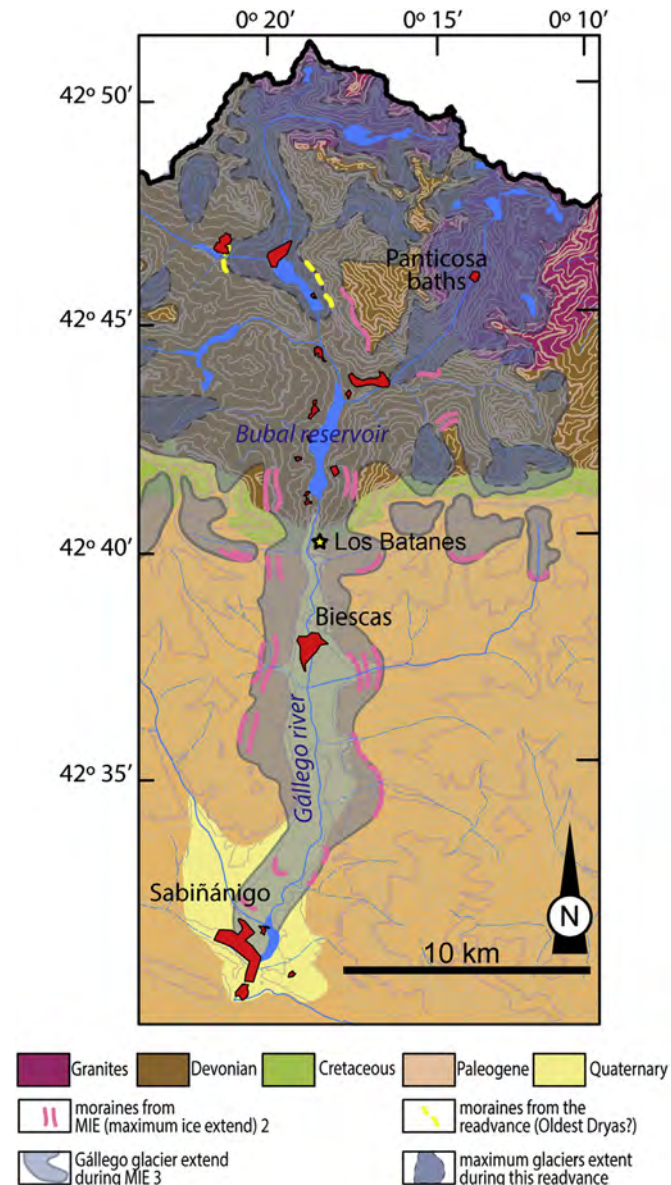 0º 20′ 0º 15′ 0º 10′
42º 50′
Panticosa
baths
42º 45′
Bubal reservoir
42º 40′
Los Batanes
Biescas
Gállego river
42º 35′
Sabiñánigo
N
10 km
Granites Devonian Cretaceous Paleogene Quaternary
moraines from
MIE (maximum ice extend) 2
moraines from the
readvance (Oldest Dryas?)
Gállego glacier extend
during MIE 3
maximum glaciers extent
during this readvance